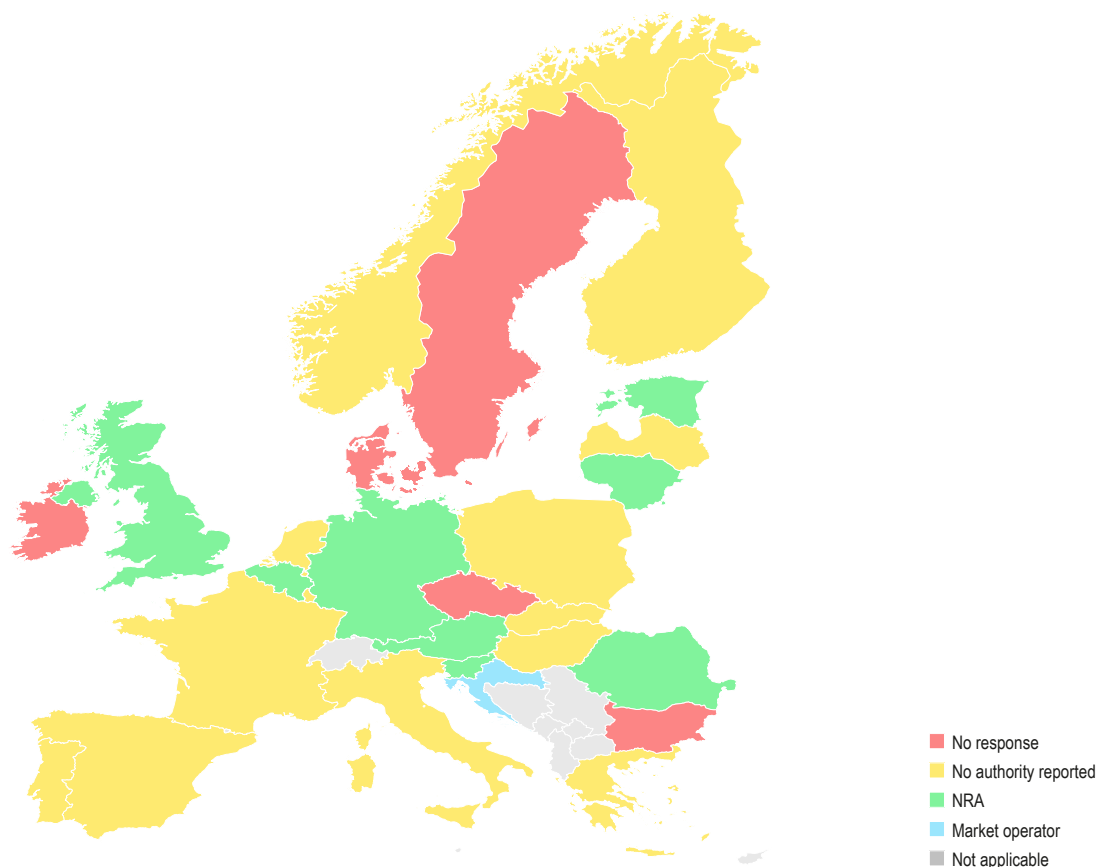 No response
No authority reported
NRA
Market operator
Not applicable